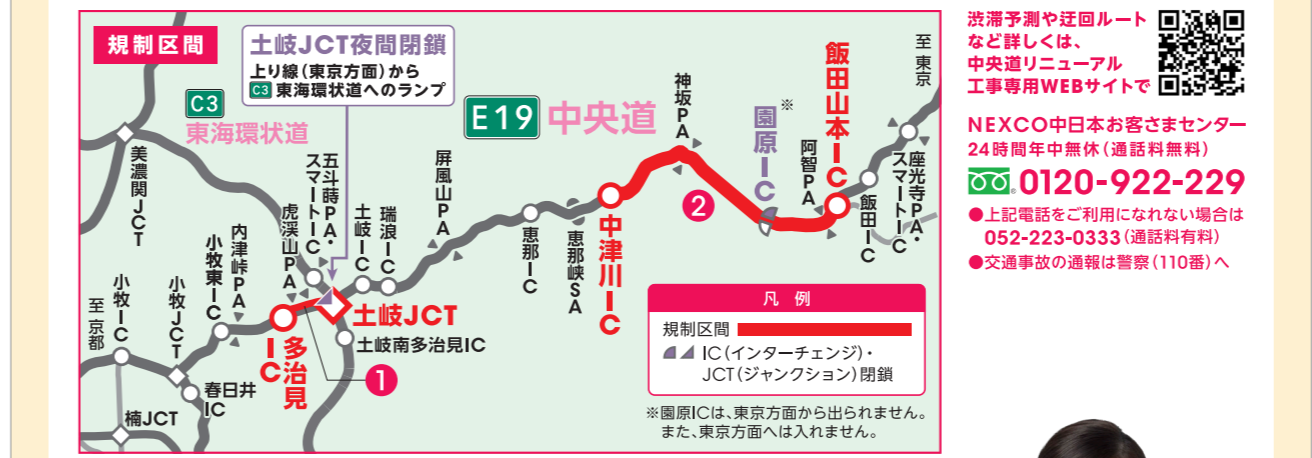 規制区間
土岐JCT夜間閉鎖
上り線(東京方面)から
C3 東海環状道へのランプ
C3
東海環状道
E19 中央道
美濃関JCT
五斗蒔PA・
スマートIC
虎渓山PA
土岐IC
瑞浪IC
屏風山PA
恵那IC
恵那峡SA
中津川IC
神坂PA
②
※
園原IC
阿智PA
飯田山本IC
飯田IC
座光寺PA・
スマートIC
至 東京
至 京都
小牧IC
小牧JCT
小牧東IC
内津峠PA
多治見
IC
①
土岐JCT
土岐南多治見IC
春日井
IC
楠JCT
凡 例
規制区間
IC(インターチェンジ)・
JCT(ジャンクション)閉鎖
※園原ICは、東京方面から出られません。
また、東京方面へは入れません。
渋滞予測や迂回ルート
など詳しくは、
中央道リニューアル
工事専用WEBサイトで
NEXCO中日本お客さまセンター
24時間年中無休(通話料無料)
0120-922-229
●上記電話をご利用になれない場合は
052-223-0333(通話料有料)
●交通事故の通報は警察(110番)へ